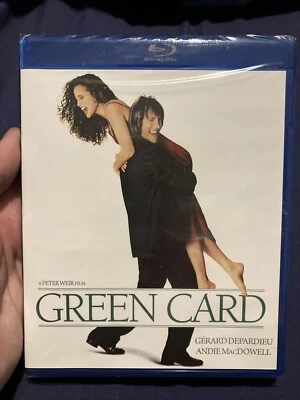 Blu-ray Disc
A PETER WEIR FILM
GREEN CARD
GÉRARD DEPARDIEU
ANDIE MACDOWELL